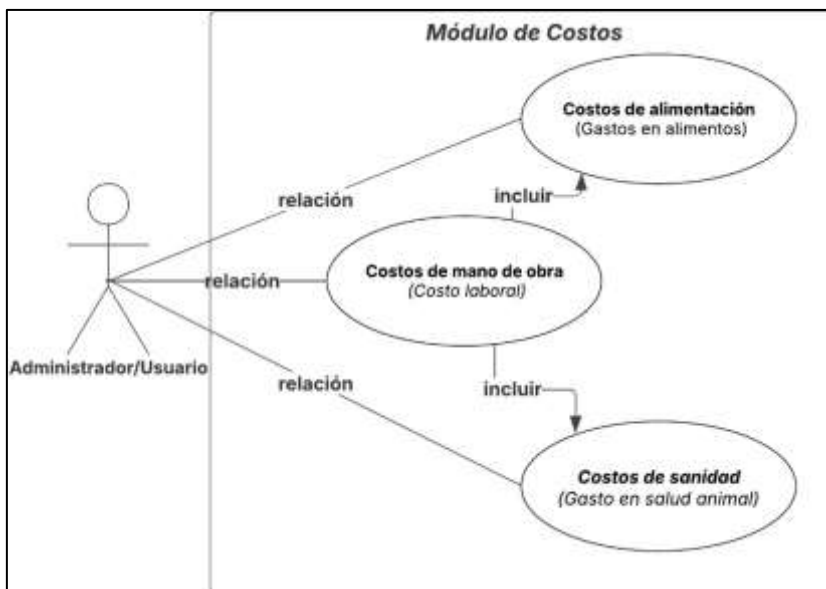 Módulo de Costos
Costos de alimentación
(Gastos en alimentos)
incluir
relación
Costos de mano de obra
(Costo laboral)
relación
Administrador/Usuario
relación
incluir
Costos de sanidad
(Gasto en salud animal)